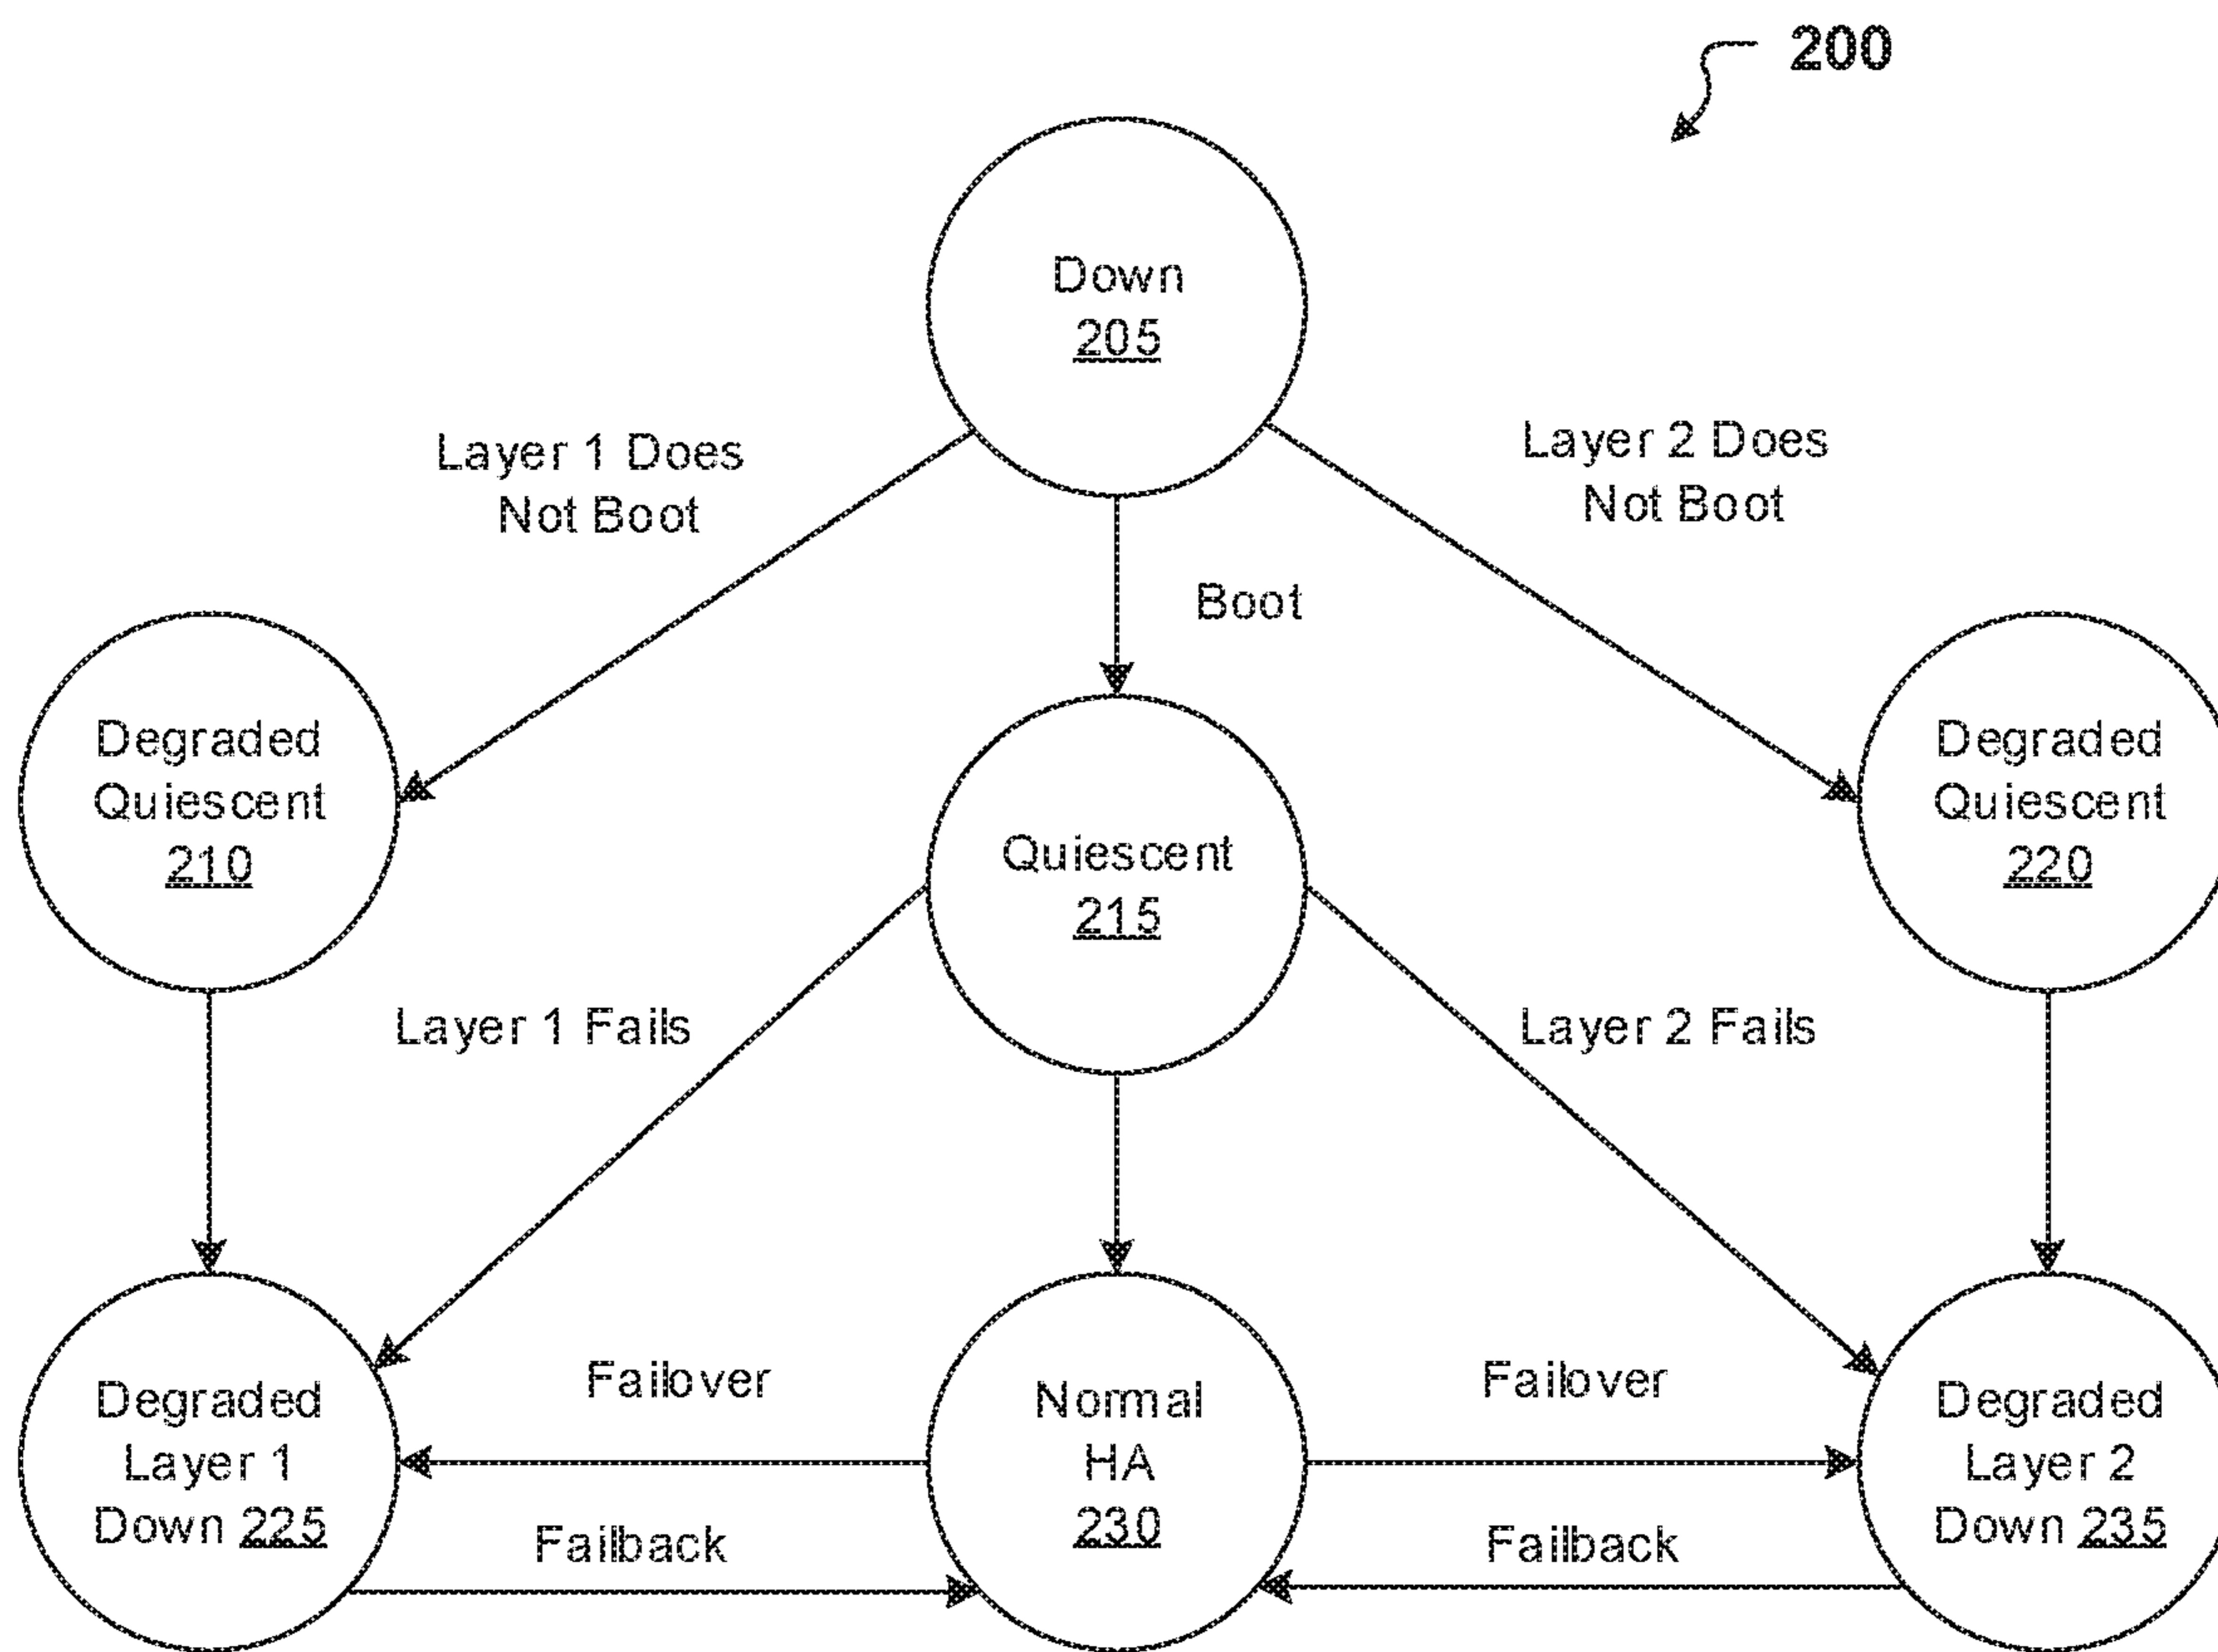 200
Down
205
Layer 1 Does
Not Boot
Layer 2 Does
Not Boot
Boot
Degraded
Quiescent
210
Quiescent
215
Degraded
Quiescent
220
Layer 1 Fails
Layer 2 Fails
Failover
Failover
Degraded
Layer 1
Down 225
Normal
HA
230
Degraded
Layer 2
Down 235
Failback
Failback